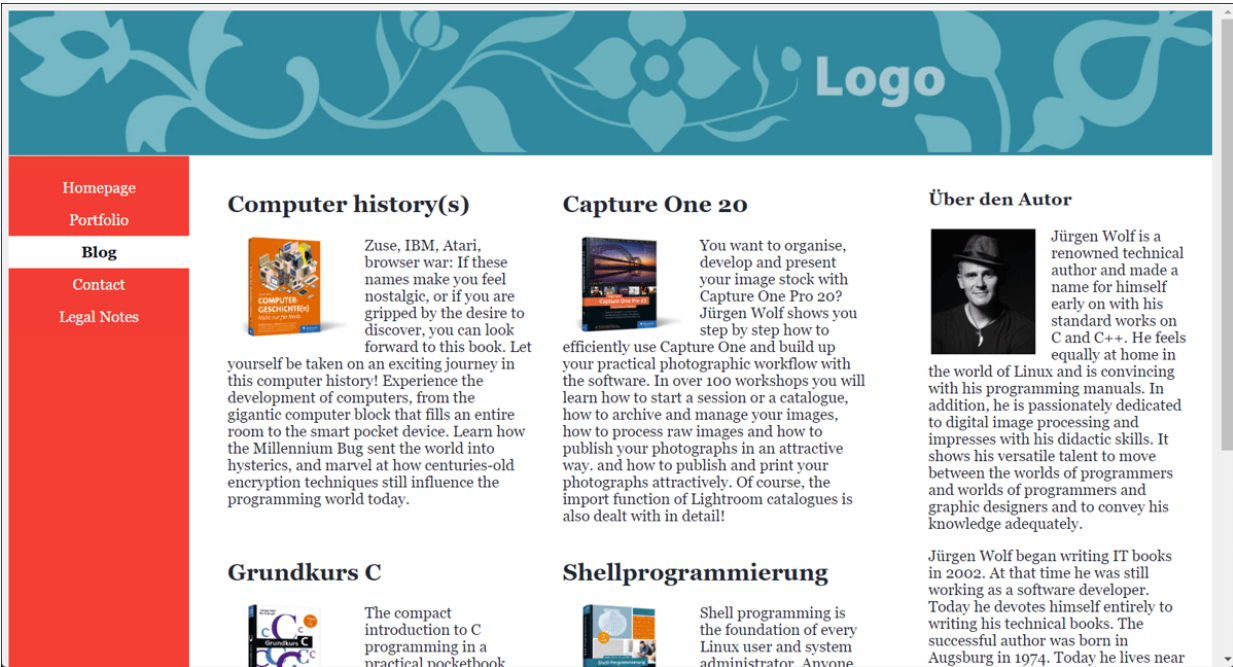 Logo
Homepage
Portfolio
Blog
Contact
Legal Notes
Computer history(s)
COMPUTER-
GESCHICHTE(N)
Zuse, IBM, Atari,
browser war: If these
names make you feel
nostalgic, or if you are
gripped by the desire to
discover, you can look
forward to this book. Let
yourself be taken on an exciting journey in
this computer history! Experience the
development of computers, from the
gigantic computer block that fills an entire
room to the smart pocket device. Learn how
the Millennium Bug sent the world into
hysterics, and marvel at how centuries-old
encryption techniques still influence the
programming world today.
Capture One 20
You want to organise,
develop and present
your image stock with
Capture One Pro 20?
Jürgen Wolf shows you
step by step how to
efficiently use Capture One and build up
your practical photographic workflow with
the software. In over 100 workshops you will
learn how to start a session or a catalogue,
how to archive and manage your images,
how to process raw images and how to
publish your photographs in an attractive
way. and how to publish and print your
photographs attractively. Of course, the
import function of Lightroom catalogues is
also dealt with in detail!
Grundkurs C
Grundkurs C
The compact
introduction to C
programming in a
practical pocketbook
Shellprogrammierung
Shell-Programmierung
Shell programming is
the foundation of every
Linux user and system
administrator. Anyone
Über den Autor
Jürgen Wolf is a
renowned technical
author and made a
name for himself
early on with his
standard works on
C and C++. He feels
equally at home in
the world of Linux and is convincing
with his programming manuals. In
addition, he is passionately dedicated
to digital image processing and
impresses with his didactic skills. It
shows his versatile talent to move
between the worlds of programmers
and worlds of programmers and
graphic designers and to convey his
knowledge adequately.
Jürgen Wolf began writing IT books
in 2002. At that time he was still
working as a software developer.
Today he devotes himself entirely to
writing his technical books. The
successful author was born in
Augsburg in 1974. Today he lives near